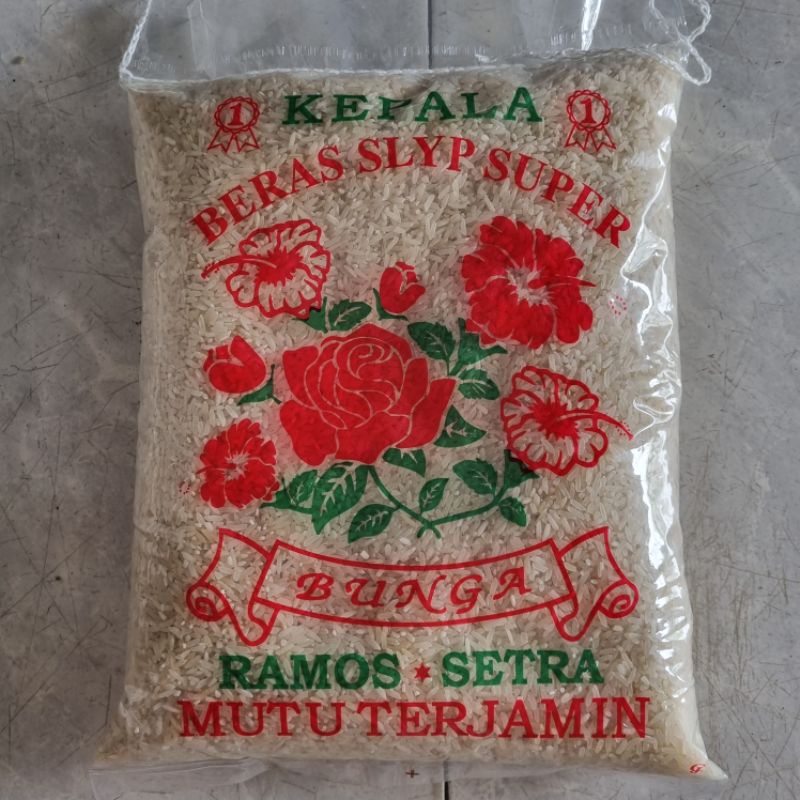 1 KEPALA 1
BERAS SLYP SUPER
BUNGA
RAMOS ★ SETRA
MUTU TERJAMIN